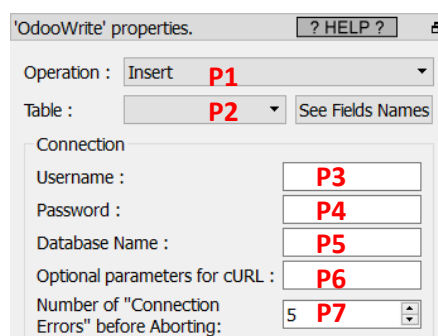 'OdooWrite' properties. ? HELP ?
Operation : Insert P1
Table : P2 See Fields Names
Connection
Username : P3
Password : P4
Database Name : P5
Optional parameters for cURL : P6
Number of "Connection
Errors" before Aborting: 5 P7